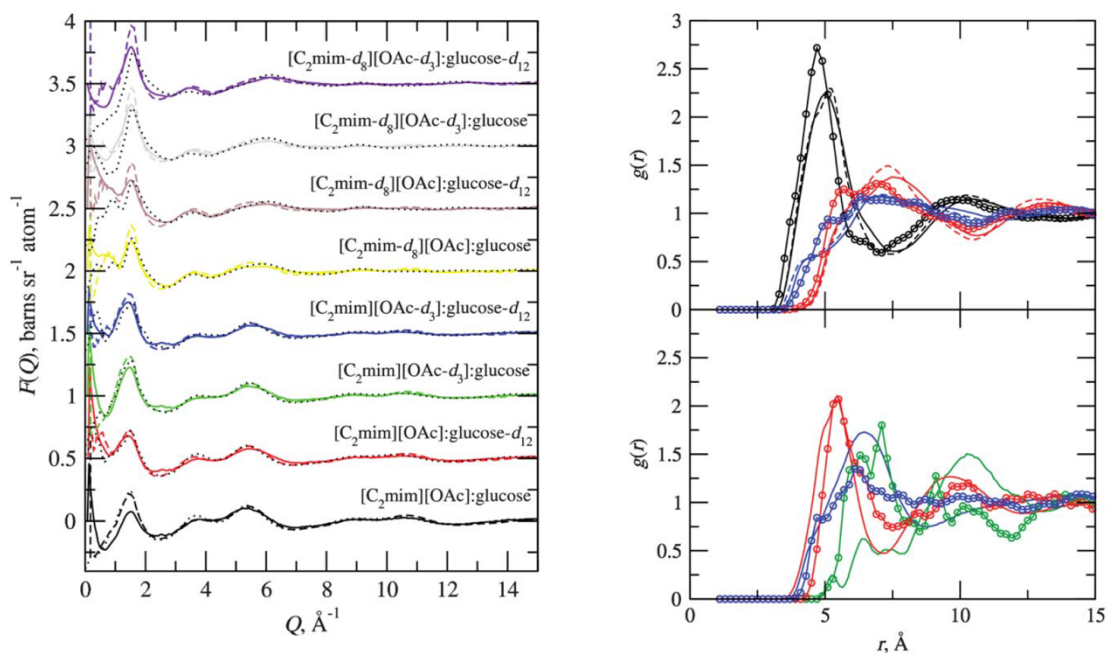 4
3.5
3
2.5
2
1.5
1
0.5
0
F(Q), barns sr⁻¹ atom⁻¹
[C₂mim-d₈][OAc-d₃]:glucose-d₁₂
[C₂mim-d₈][OAc-d₃]:glucose
[C₂mim-d₈][OAc]:glucose-d₁₂
[C₂mim-d₈][OAc]:glucose
[C₂mim][OAc-d₃]:glucose-d₁₂
[C₂mim][OAc-d₃]:glucose
[C₂mim][OAc]:glucose-d₁₂
[C₂mim][OAc]:glucose
0 2 4 6 8 10 12 14
Q, Å⁻¹
3
2.5
2
1.5
1
0.5
0
g(r)
2.5
2
1.5
1
0.5
0
g(r)
0 5 10 15
r, Å